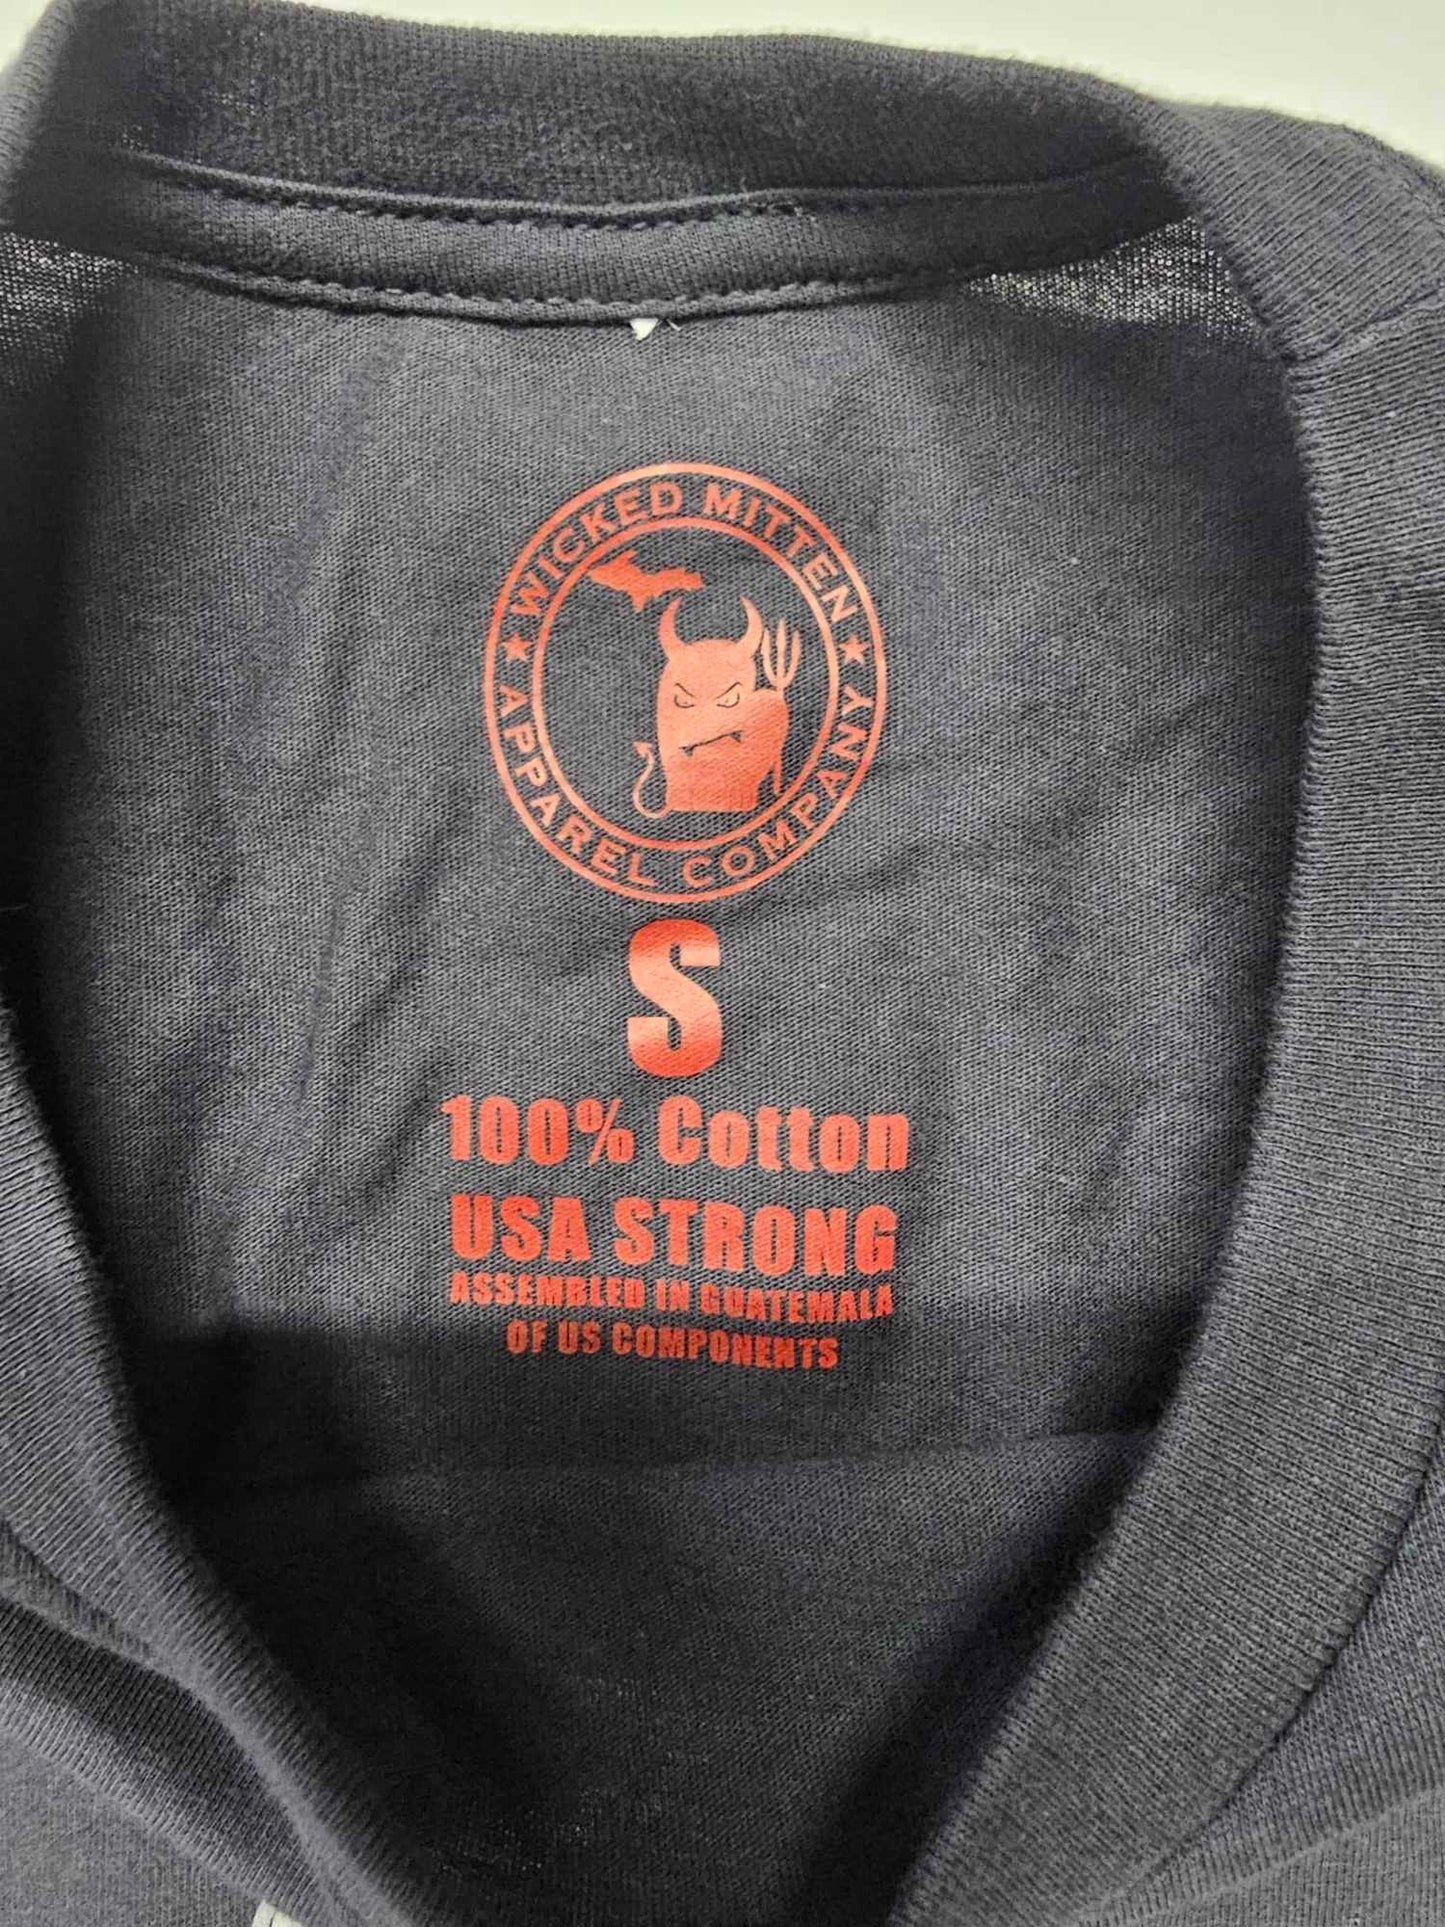 WICKED MITTEN
APPAREL COMPANY
S
100% Cotton
USA STRONG
ASSEMBLED IN GUATEMALA
OF US COMPONENTS